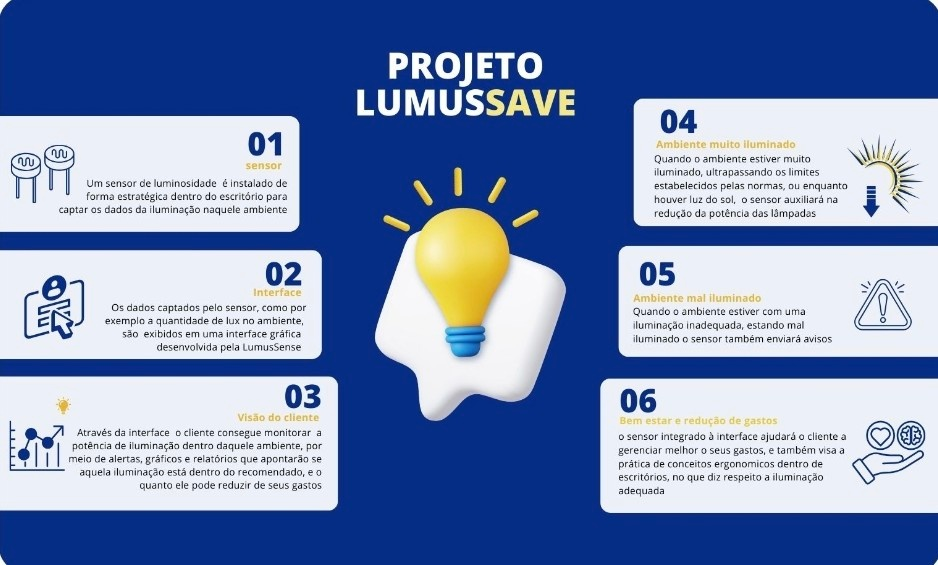 PROJETO
LUMUSSAVE
01
sensor
Um sensor de luminosidade é instalado de
forma estratégica dentro do escritório para
captar os dados da iluminação naquele ambiente
02
Interface
Os dados captados pelo sensor, como por
exemplo a quantidade de lux no ambiente,
são exibidos em uma interface gráfica
desenvolvida pela LumusSense
03
Visão do cliente
Através da interface o cliente consegue monitorar a
potência de iluminação dentro daquele ambiente, por
meio de alertas, gráficos e relatórios que apontarão se
aquela iluminação está dentro do recomendado, e o
quanto ele pode reduzir de seus gastos
04
Ambiente muito iluminado
Quando o ambiente estiver muito
iluminado, ultrapassando os limites
estabelecidos pelas normas, ou enquanto
houver luz do sol, o sensor auxiliará na
redução da potência das lâmpadas
05
Ambiente mal iluminado
Quando o ambiente estiver com uma
iluminação inadequada, estando mal
iluminado o sensor também enviará avisos
06
Bem estar e redução de gastos
o sensor integrado à interface ajudará o cliente a
gerenciar melhor o seus gastos, e também visa a
prática de conceitos ergonomicos dentro de
escritórios, no que diz respeito a iluminação
adequada